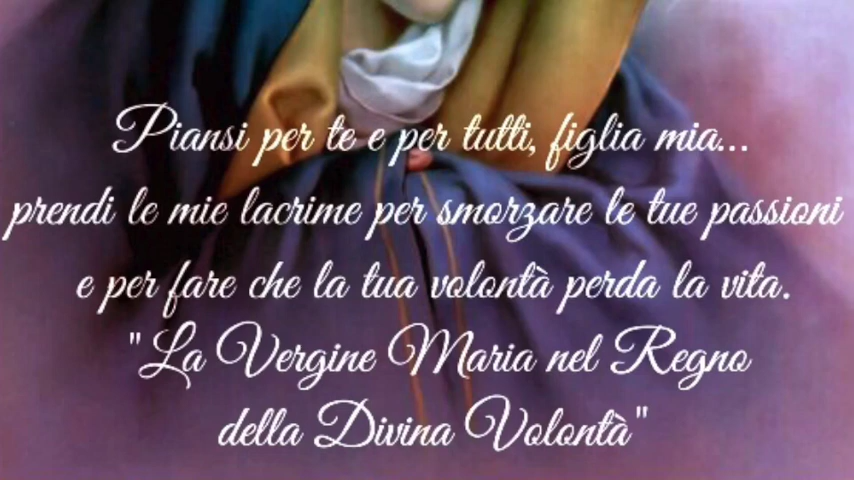 Piansi per te e per tutti, figlia mia...
prendi le mie lacrime per smorzare le tue passioni
e per fare che la tua volontà perda la vita.
"La Vergine Maria nel Regno
della Divina Volontà"